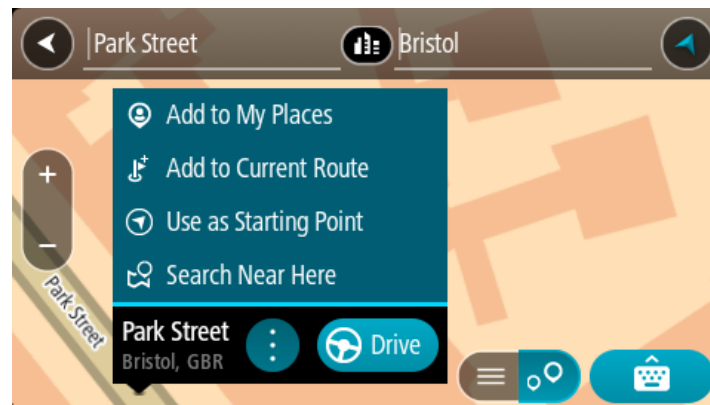 Park Street Bristol
Add to My Places
Add to Current Route
Use as Starting Point
Search Near Here
+
−
Park Street
Park Street
Bristol, GBR
Drive